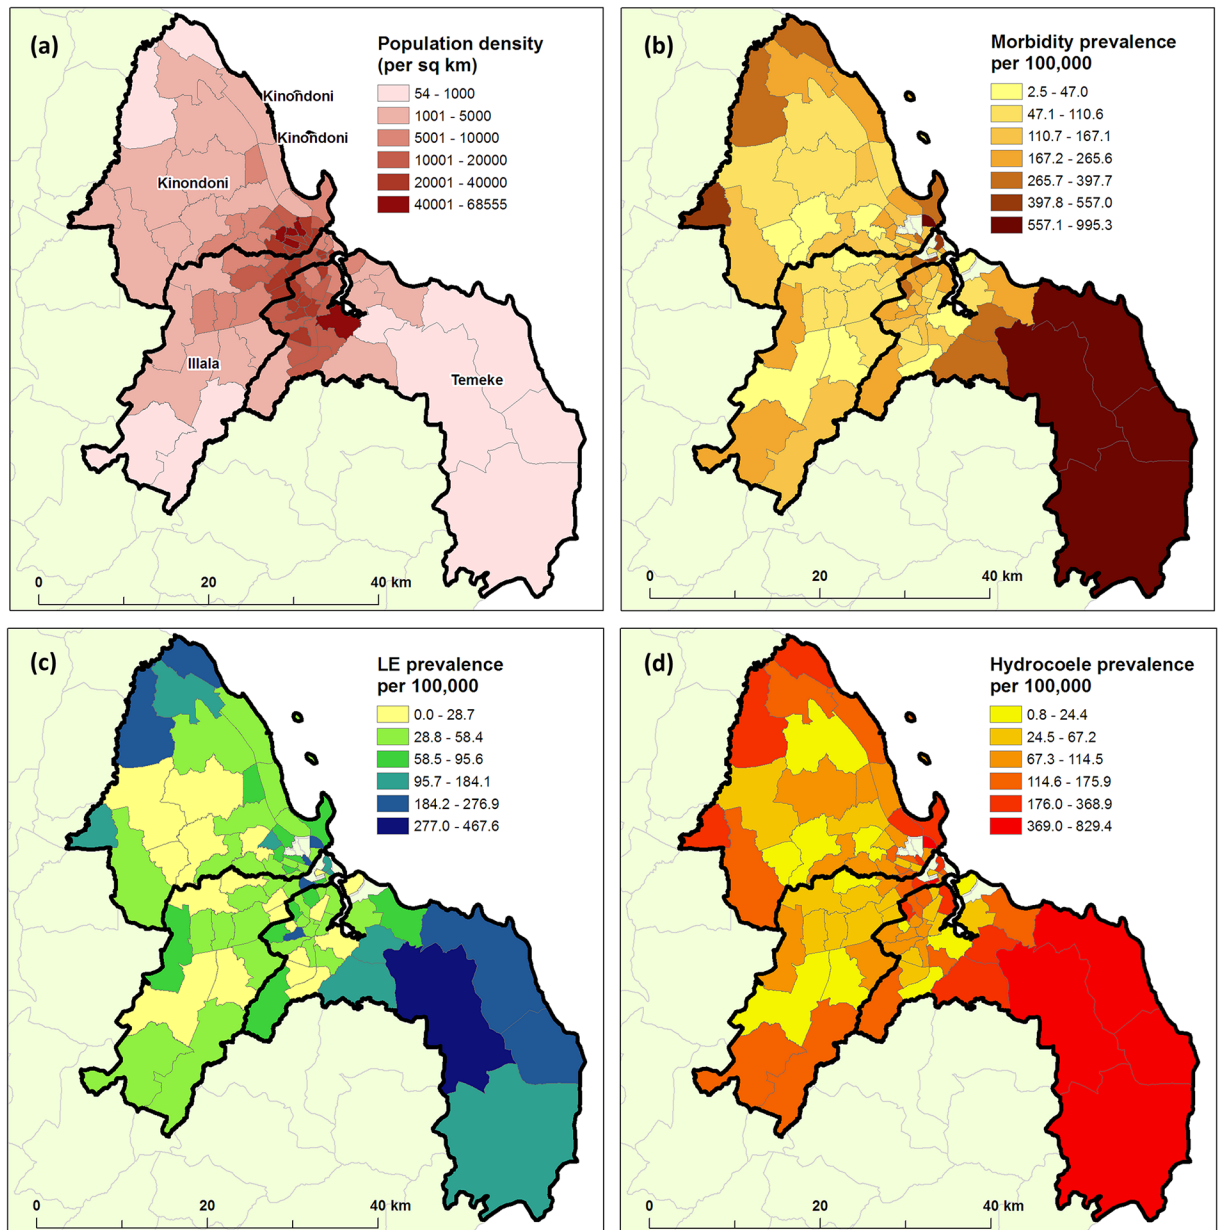 (a)
Population density
(per sq km)
54 - 1000
1001 - 5000
5001 - 10000
10001 - 20000
20001 - 40000
40001 - 68555
Kinondoni
Kinondoni
Kinondoni
Illala
Temeke
0 20 40 km
(b)
Morbidity prevalence
per 100,000
2.5 - 47.0
47.1 - 110.6
110.7 - 167.1
167.2 - 265.6
265.7 - 397.7
397.8 - 557.0
557.1 - 995.3
0 20 40 km
(c)
LE prevalence
per 100,000
0.0 - 28.7
28.8 - 58.4
58.5 - 95.6
95.7 - 184.1
184.2 - 276.9
277.0 - 467.6
0 20 40 km
(d)
Hydrocoele prevalence
per 100,000
0.8 - 24.4
24.5 - 67.2
67.3 - 114.5
114.6 - 175.9
176.0 - 368.9
369.0 - 829.4
0 20 40 km